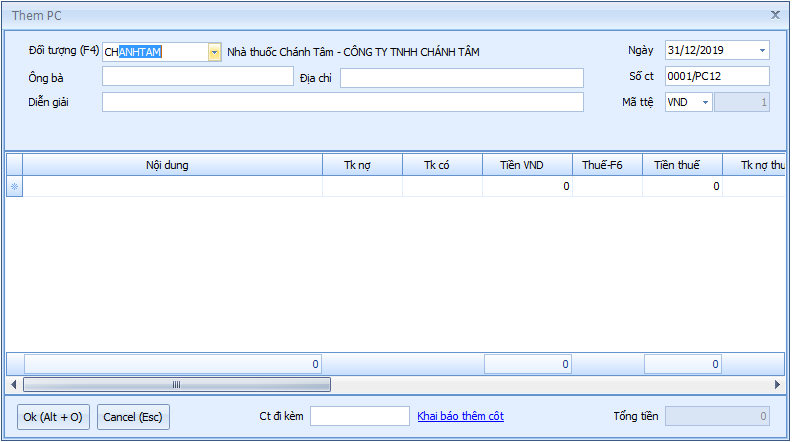 Them PC
Đối tượng (F4) CHANHTAM Nhà thuốc Chánh Tâm - CÔNG TY TNHH CHÁNH TÂM Ngày 31/12/2019
Ông bà Địa chỉ Số ct 0001/PC12
Diễn giải Mã ttệ VND 1
Nội dung Tk nợ Tk có Tiền VND Thuế-F6 Tiền thuế Tk nợ thu
0 0
0 0 0
Ok (Alt + O) Cancel (Esc) Ct đi kèm Khai báo thêm cột Tổng tiền 0